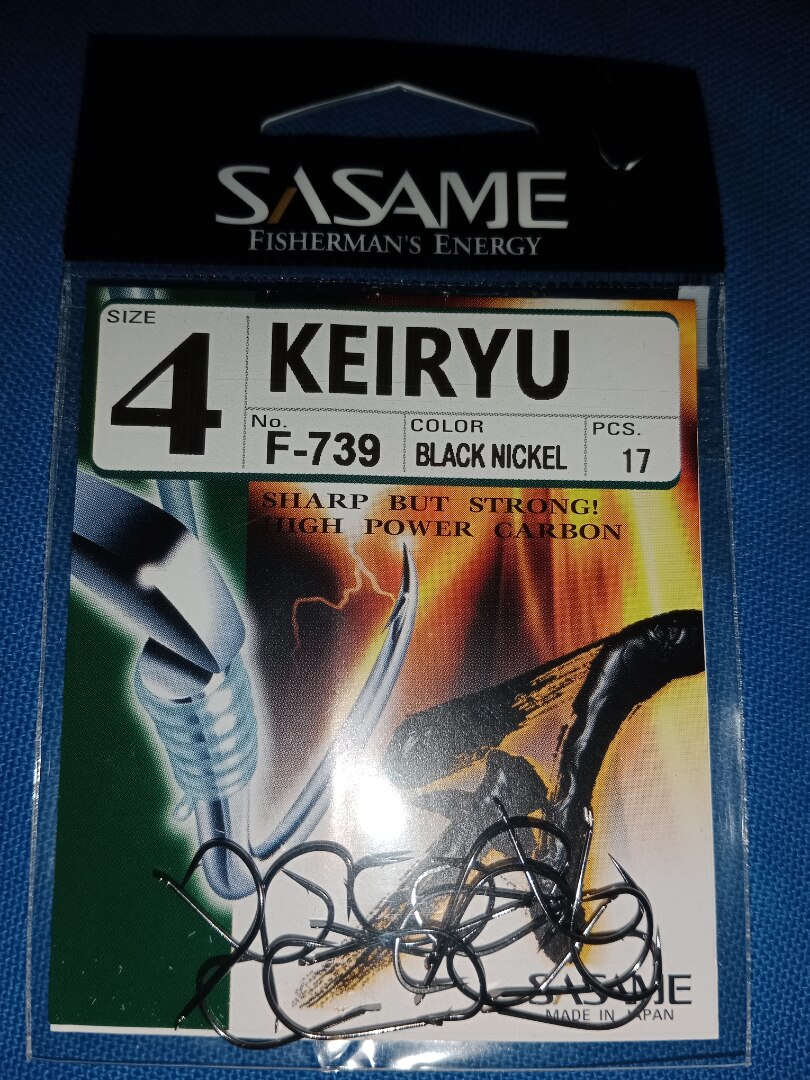 SASAME
FISHERMAN'S ENERGY
SIZE
4
KEIRYU
No.
F-739
COLOR
BLACK NICKEL
PCS.
17
SHARP BUT STRONG!
HIGH POWER CARBON
SASAME
MADE IN JAPAN